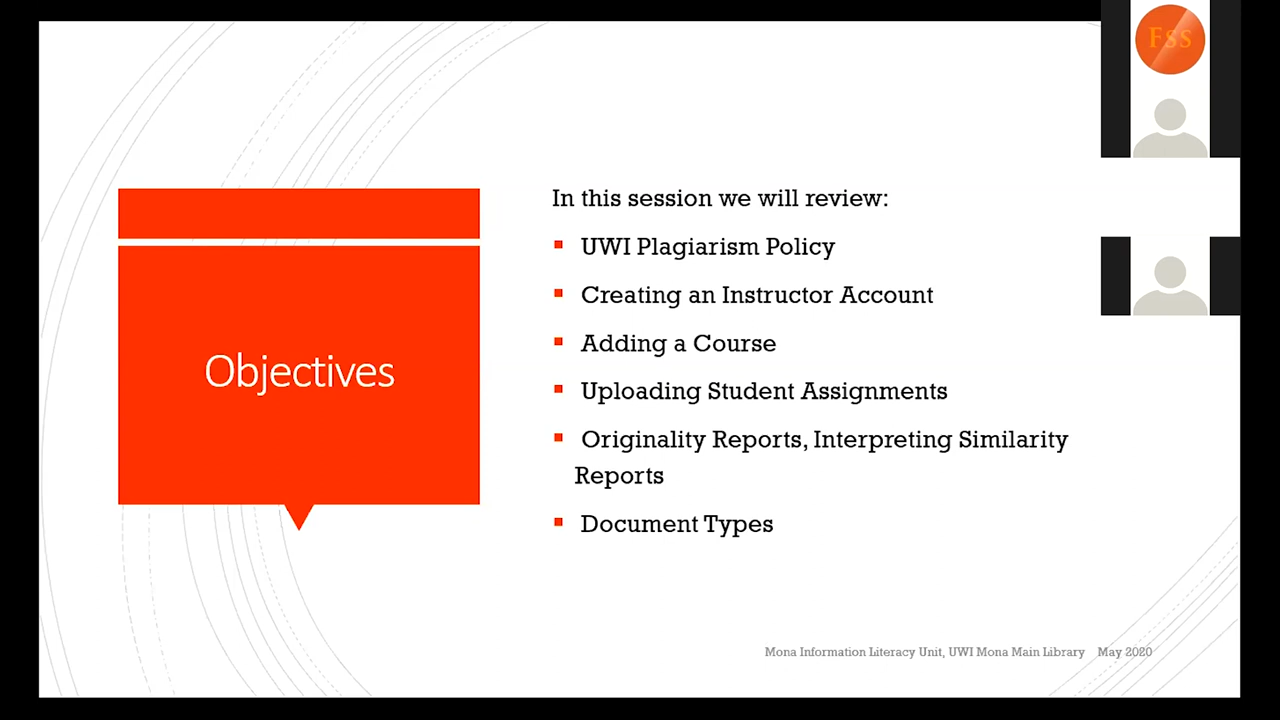 Fss
In this session we will review:
UWI Plagiarism Policy
Creating an Instructor Account
Adding a Course
Objectives
Uploading Student Assignments
Originality Reports, Interpreting Similarity
Reports
Document Types
Mona Information Literacy Unit, UWI Mona Main Library May 2020